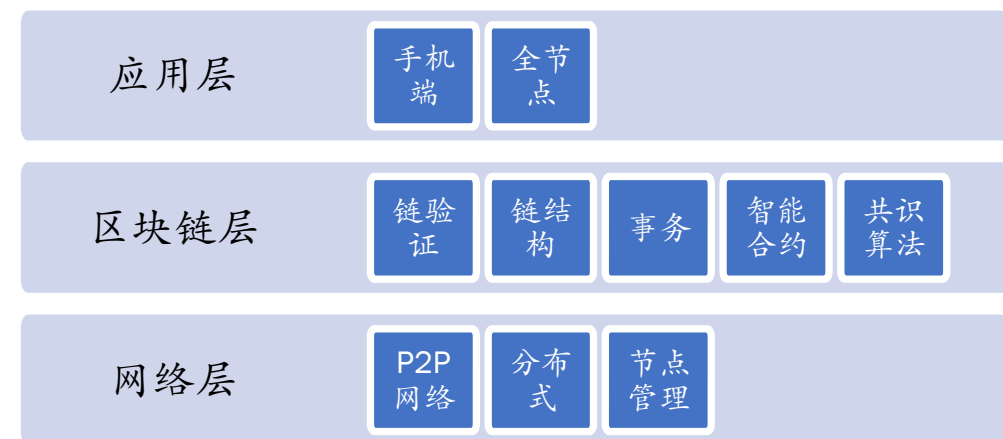 应用层
手机
端
全节
点
区块链层
链验
证
链结
构
事务
智能
合约
共识
算法
网络层
P2P
网络
分布
式
节点
管理